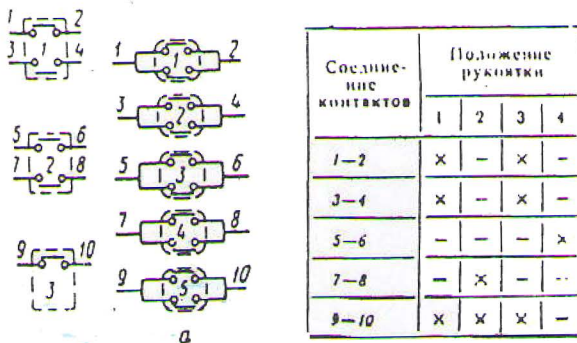 1 2
3 1 4
5 6
7 2 8
9 10
3
1 1 2
3 2 4
5 3 6
7 4 8
9 5 10
а
Соедине-
ние
контактов
Положение
рукоятки
1 2 3 4
1—2 × – × –
3—4 × – × –
5—6 – – – ×
7—8 – × – –
9—10 × × × –